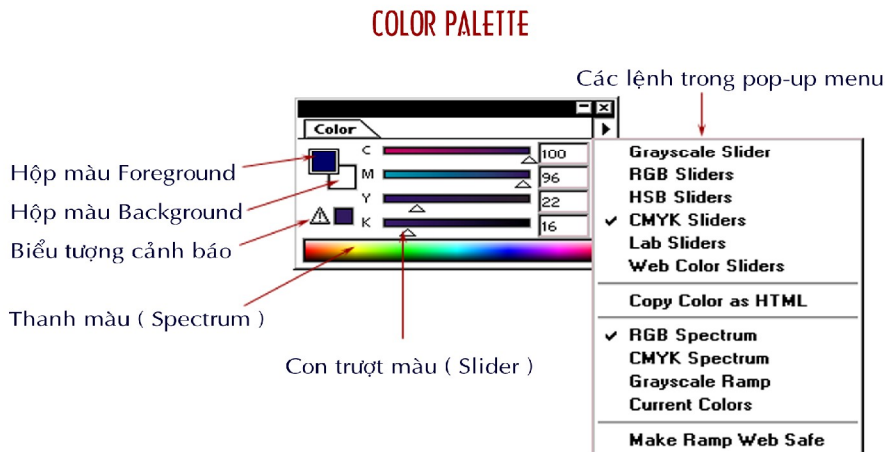 COLOR PALETTE
Các lệnh trong pop-up menu
Color
C 100
M 96
Y 22
K 16
Hộp màu Foreground
Hộp màu Background
Biểu tượng cảnh báo
Thanh màu ( Spectrum )
Con trượt màu ( Slider )
Grayscale Slider
RGB Sliders
HSB Sliders
✓ CMYK Sliders
Lab Sliders
Web Color Sliders
Copy Color as HTML
✓ RGB Spectrum
CMYK Spectrum
Grayscale Ramp
Current Colors
Make Ramp Web Safe